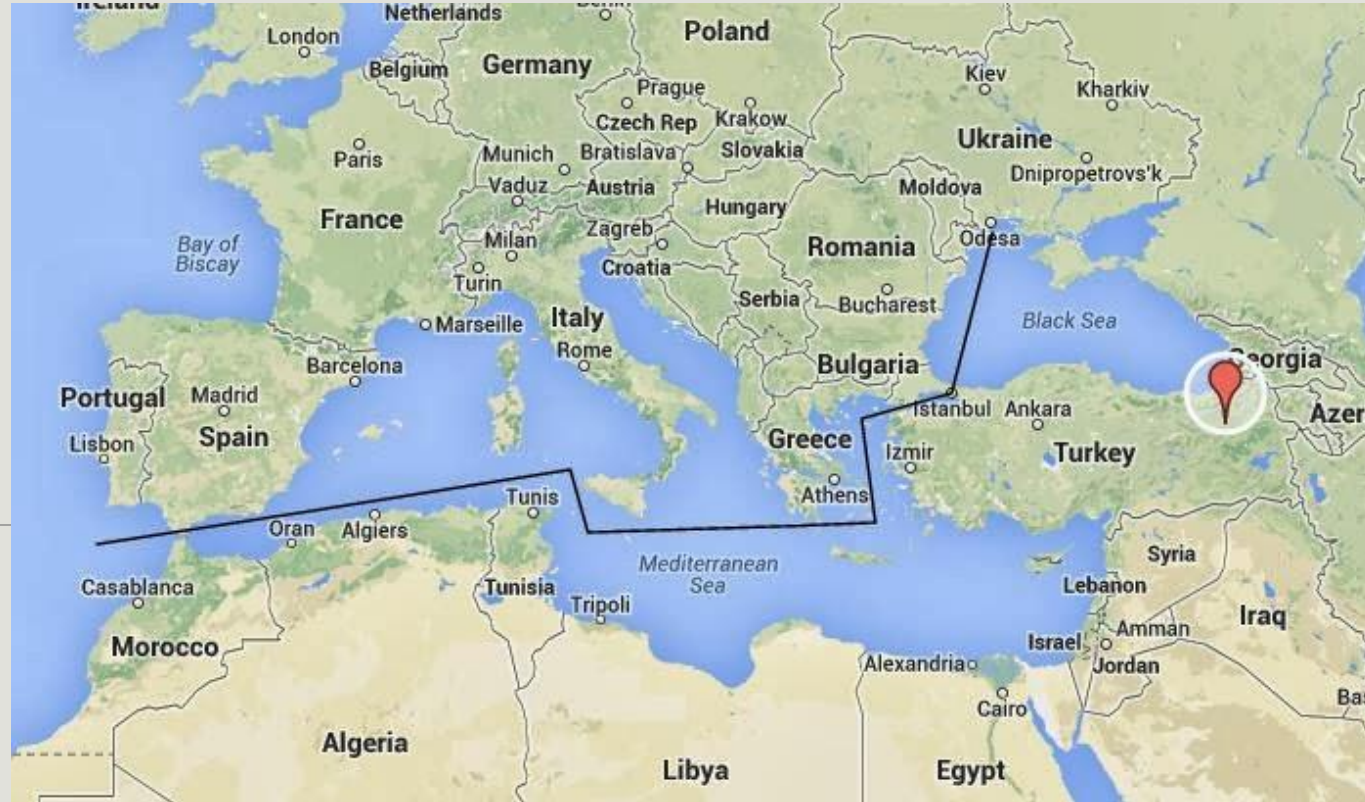 Ireland
Netherlands
Berlin
London
Poland
Belgium
Germany
Kiev
Kharkiv
Prague
Czech Rep
Krakow
Ukraine
Paris
Munich
Bratislava
Slovakia
Dnipropetrovs'k
Vaduz
Austria
Moldova
France
Hungary
Zagreb
Odesa
Bay of
Biscay
Milan
Romania
Croatia
Turin
Serbia
Bucharest
Italy
Marseille
Black Sea
Rome
Georgia
Barcelona
Bulgaria
Portugal
Madrid
Istanbul
Ankara
Azer
Spain
Greece
Lisbon
Izmir
Turkey
Athens
Tunis
Oran
Algiers
Syria
Mediterranean
Sea
Casablanca
Tunisia
Lebanon
Tripoli
Iraq
Morocco
Israel
Amman
Alexandria
Jordan
Bas
Cairo
Algeria
Libya
Egypt